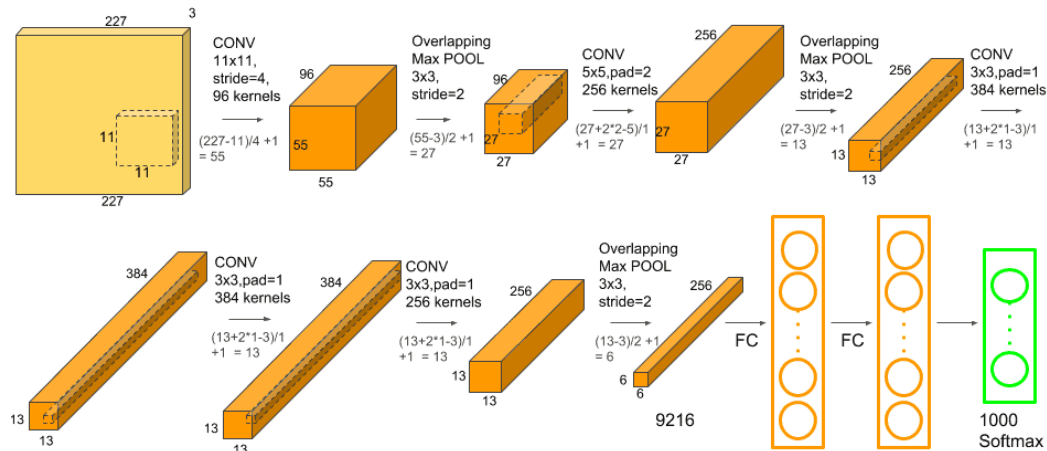 227
3
11
11
227
CONV
11x11,
stride=4,
96 kernels
(227-11)/4 +1
= 55
96
55
55
Overlapping
Max POOL
3x3,
stride=2
(55-3)/2 +1
= 27
96
27
27
CONV
5x5,pad=2
256 kernels
(27+2*2-5)/1
+1 = 27
256
27
27
Overlapping
Max POOL
3x3,
stride=2
(27-3)/2 +1
= 13
256
13
13
CONV
3x3,pad=1
384 kernels
(13+2*1-3)/1
+1 = 13
384
13
13
CONV
3x3,pad=1
384 kernels
(13+2*1-3)/1
+1 = 13
384
13
13
CONV
3x3,pad=1
256 kernels
(13+2*1-3)/1
+1 = 13
256
13
13
Overlapping
Max POOL
3x3,
stride=2
(13-3)/2 +1
= 6
256
6
6
9216
FC
FC
1000
Softmax